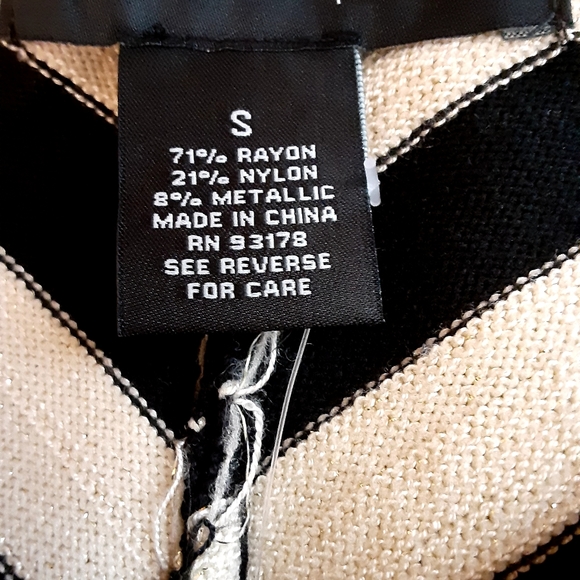 S
71% RAYON
21% NYLON
8% METALLIC
MADE IN CHINA
RN 93178
SEE REVERSE
FOR CARE